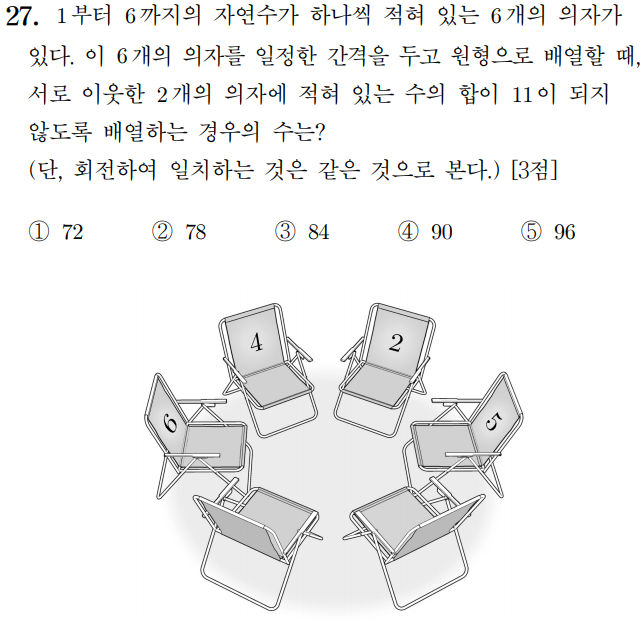 27. 1부터 6까지의 자연수가 하나씩 적혀 있는 6개의 의자가
있다. 이 6개의 의자를 일정한 간격을 두고 원형으로 배열할 때,
서로 이웃한 2개의 의자에 적혀 있는 수의 합이 11이 되지
않도록 배열하는 경우의 수는?
(단, 회전하여 일치하는 것은 같은 것으로 본다.) [3점]
① 72 ② 78 ③ 84 ④ 90 ⑤ 96
4 2
6 5